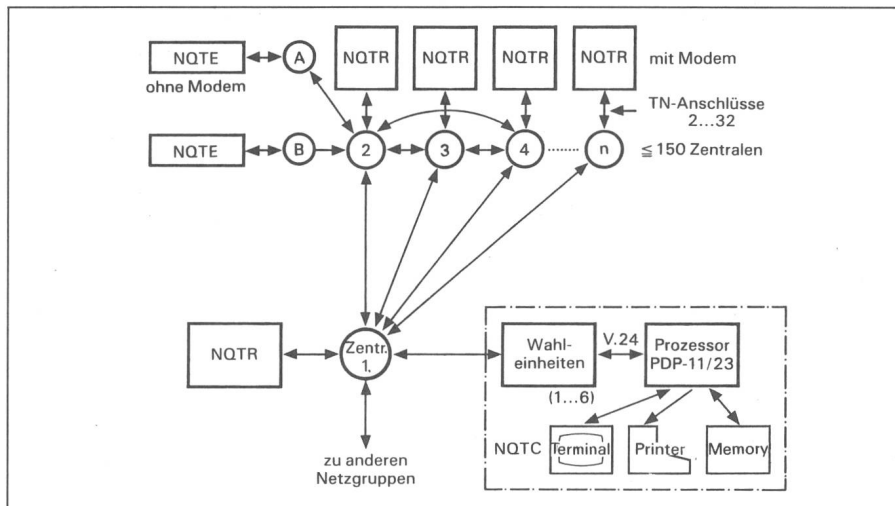 NQTE
A
NQTR
NQTR
NQTR
NQTR
mit Modem
ohne Modem
TN-Anschlüsse
2...32
NQTE
B
2
3
4
n
≦ 150 Zentralen
NQTR
Zentr.
1.
Wahl-
einheiten
V.24
Prozessor
PDP-11/23
(1...6)
NQTC
Terminal
Printer
Memory
zu anderen
Netzgruppen